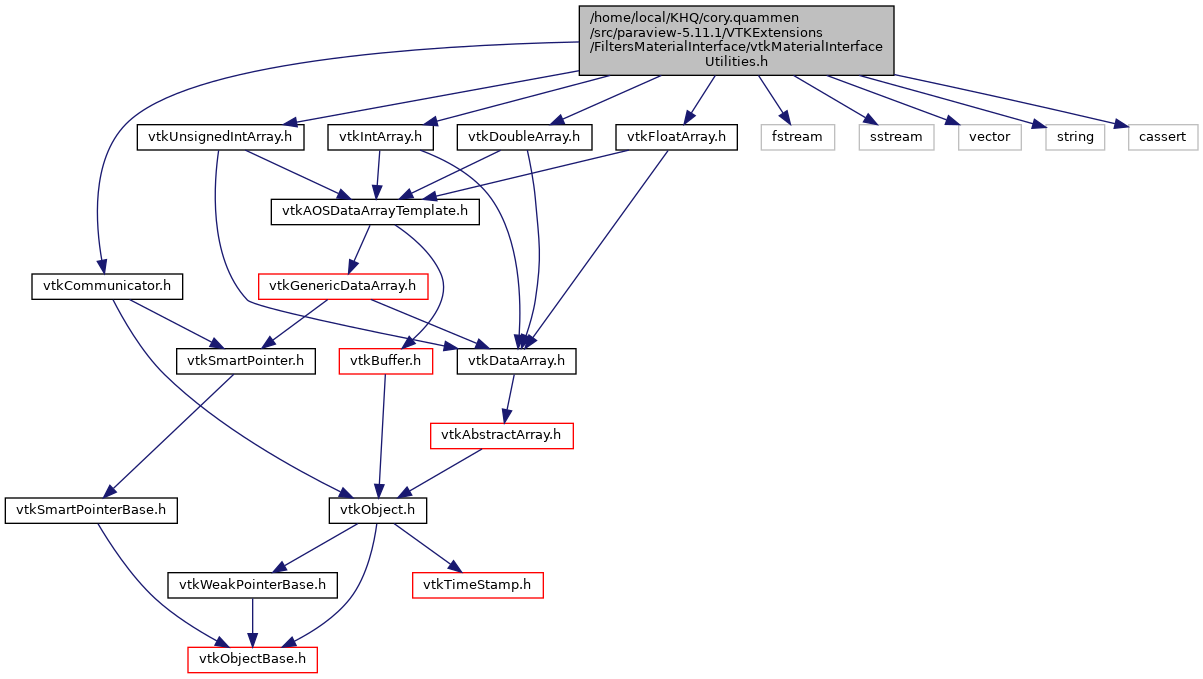 /home/local/KHQ/cory.quammen
/src/paraview-5.11.1/VTKExtensions
/FiltersMaterialInterface/vtkMaterialInterface
Utilities.h
vtkUnsignedIntArray.h
vtkIntArray.h
vtkDoubleArray.h
vtkFloatArray.h
fstream
sstream
vector
string
cassert
vtkAOSDataArrayTemplate.h
vtkCommunicator.h
vtkGenericDataArray.h
vtkSmartPointer.h
vtkBuffer.h
vtkDataArray.h
vtkAbstractArray.h
vtkSmartPointerBase.h
vtkObject.h
vtkWeakPointerBase.h
vtkTimeStamp.h
vtkObjectBase.h